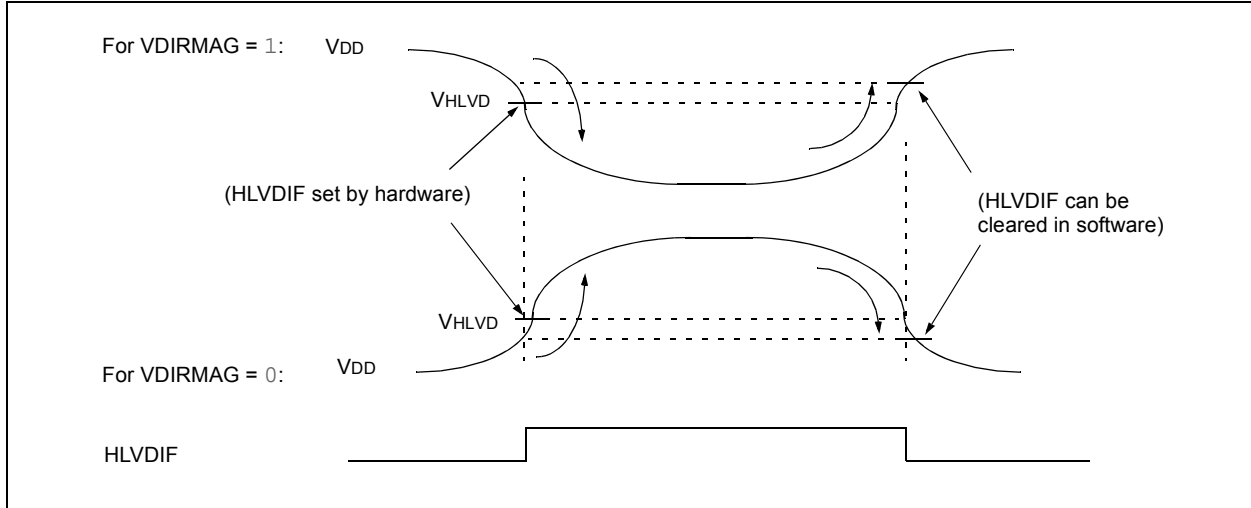 For VDIRMAG = 1: VDD
VHLVD
(HLVDIF set by hardware)
(HLVDIF can be
cleared in software)
VHLVD
For VDIRMAG = 0: VDD
HLVDIF